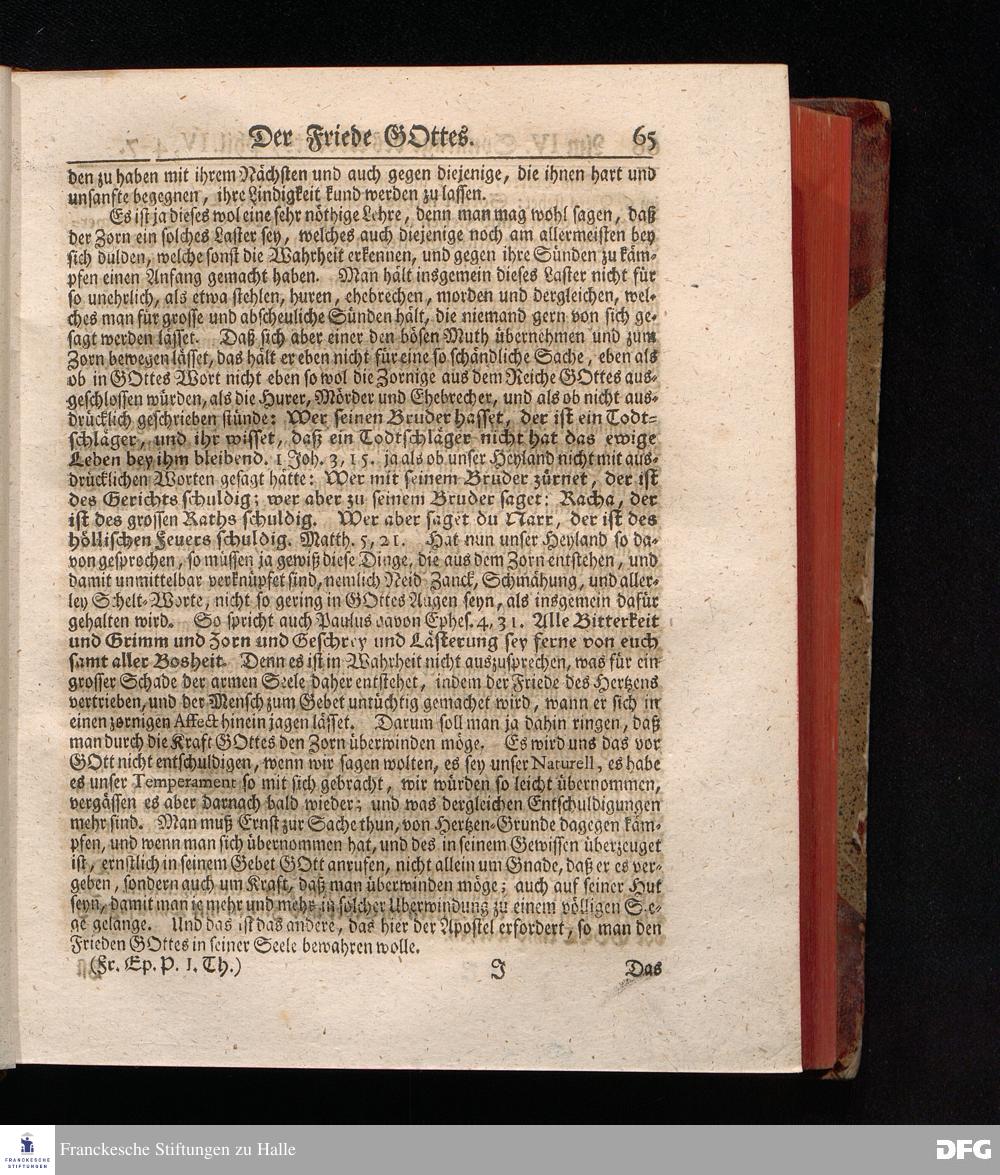 Der Friede GOttes. 65
den zu haben mit ihrem Nächsten und auch gegen diejenige, die ihnen hart und
unsanfte begegnen, ihre Lindigkeit kund werden zu lassen.
Es ist ja dieses wol eine sehr nöthige Lehre, denn man mag wohl sagen, daß
der Zorn ein solches Laster sey, welches auch diejenige noch am allermeisten bey
sich dulden, welche sonst die Wahrheit erkennen, und gegen ihre Sünden zu käm-
pfen einen Anfang gemacht haben. Man hält insgemein dieses Laster nicht für
so unehrlich, als etwa stehlen, huren, ehebrechen, morden und dergleichen, wel-
ches man für grosse und abscheuliche Sünden hält, die niemand gern von sich ge-
sagt werden lässet. Daß sich aber einer den bösen Muth übernehmen und zum
Zorn bewegen lässet, das hält er eben nicht für eine so schändliche Sache, eben als
ob in GOttes Wort nicht eben so wol die Zornige aus dem Reiche GOttes aus-
geschlossen würden, als die Hurer, Mörder und Ehebrecher, und als ob nicht aus-
drücklich geschrieben stünde: Wer seinen Bruder hasset, der ist ein Todt-
schläger, und ihr wisset, daß ein Todtschläger nicht hat das ewige
Leben bey ihm bleibend. 1 Joh. 3, 15. ja als ob unser Heyland nicht mit aus-
drücklichen Worten gesagt hätte: Wer mit seinem Bruder zürnet, der ist
des Gerichts schuldig; wer aber zu seinem Bruder saget: Racha, der
ist des grossen Raths schuldig. Wer aber saget du Narr, der ist des
höllischen Feuers schuldig. Matth. 5, 21. Hat nun unser Heyland so da-
von gesprochen, so müssen ja gewiß diese Dinge, die aus dem Zorn entstehen, und
damit unmittelbar verknüpfet sind, nemlich Neid Zanck, Schmähung, und aller-
ley Schelt-Worte, nicht so gering in GOttes Augen seyn, als insgemein dafür
gehalten wird. So spricht auch Paulus davon Ephes. 4, 31. Alle Bitterkeit
und Grimm und Zorn und Geschrey und Lästerung sey ferne von euch
samt aller Bosheit. Denn es ist in Wahrheit nicht auszusprechen, was für ein
grosser Schade der armen Seele daher entstehet, indem der Friede des Hertzens
vertrieben, und der Mensch zum Gebet untüchtig gemachet wird, wann er sich in
einen zornigen Affect hinein jagen lässet. Darum soll man ja dahin ringen, daß
man durch die Kraft GOttes den Zorn überwinden möge. Es wird uns das vor
GOtt nicht entschuldigen, wenn wir sagen wolten, es sey unser Naturell, es habe
es unser Temperament so mit sich gebracht, wir würden so leicht übernommen,
vergässen es aber darnach bald wieder; und was dergleichen Entschuldigungen
mehr sind. Man muß Ernst zur Sache thun, von Hertzen-Grunde dagegen käm-
pfen, und wenn man sich übernommen hat, und des in seinem Gewissen überzeuget
ist, ernstlich in seinem Gebet GOtt anrufen, nicht allein um Gnade, daß er es ver-
geben, sondern auch um Kraft, daß man überwinden möge; auch auf seiner Hut
seyn, damit man je mehr und mehr in solcher Uberwindung zu einem völligen Sie-
ge gelange. Und das ist das andere, das hier der Apostel erfordert, so man den
Frieden GOttes in seiner Seele bewahren wolle.
(Fr. Ep. P. I. Th.) J Das
FRANCKESCHE
STIFTUNGEN
Franckesche Stiftungen zu Halle
DFG